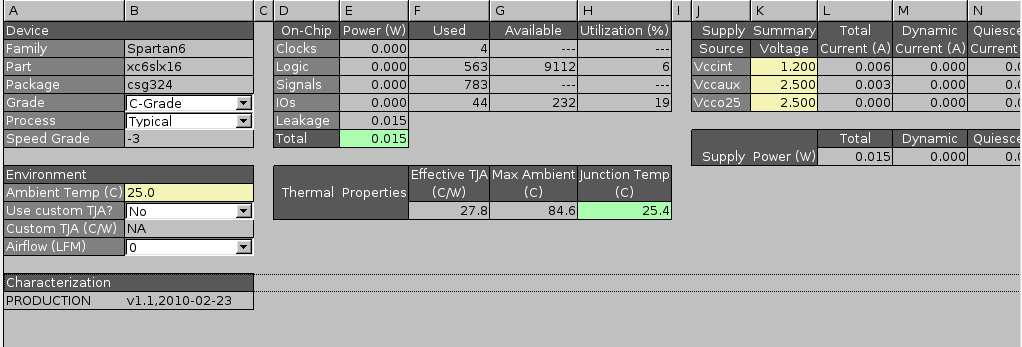 A B C D E F G H I J K L M N
Device
Family Spartan6
Part xc6slx16
Package csg324
Grade C-Grade
Process Typical
Speed Grade -3
Environment
Ambient Temp (C) 25.0
Use custom TJA? No
Custom TJA (C/W) NA
Airflow (LFM) 0
Characterization
PRODUCTION v1.1,2010-02-23
On-Chip Power (W) Used Available Utilization (%)
Clocks 0.000 4 --- ---
Logic 0.000 563 9112 6
Signals 0.000 783 --- ---
IOs 0.000 44 232 19
Leakage 0.015
Total 0.015
Effective TJA Max Ambient Junction Temp
Thermal Properties (C/W) (C) (C)
27.8 84.6 25.4
Supply Summary Total Dynamic Quiesce
Source Voltage Current (A) Current (A) Current
Vccint 1.200 0.006 0.000 0.0
Vccaux 2.500 0.003 0.000 0.0
Vcco25 2.500 0.000 0.000 0.0
Total Dynamic Quiesce
Supply Power (W) 0.015 0.000 0.0